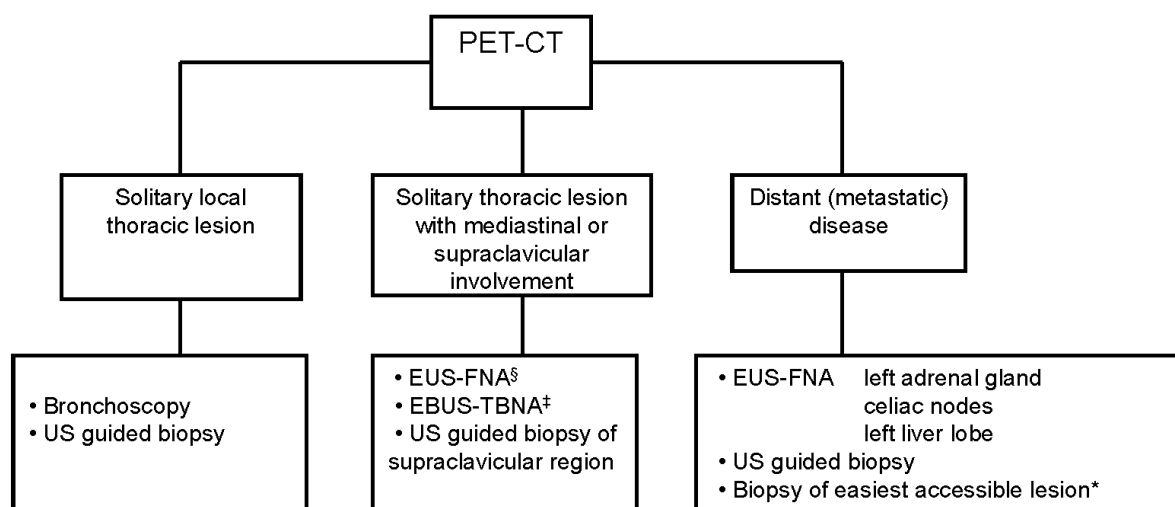 PET-CT
Solitary local
thoracic lesion
Solitary thoracic lesion
with mediastinal or
supraclavicular
involvement
Distant (metastatic)
disease
• Bronchoscopy
• US guided biopsy
• EUS-FNA§
• EBUS-TBNA‡
• US guided biopsy of
supraclavicular region
• EUS-FNA left adrenal gland
celiac nodes
left liver lobe
• US guided biopsy
• Biopsy of easiest accessible lesion*